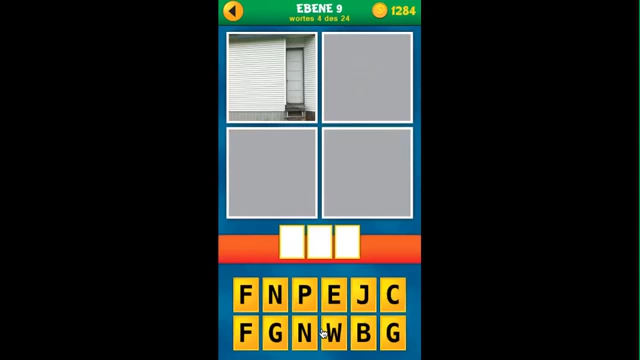 EBENE 9
wortes 4 des 24
1284
F N P E J C
F G N W B G